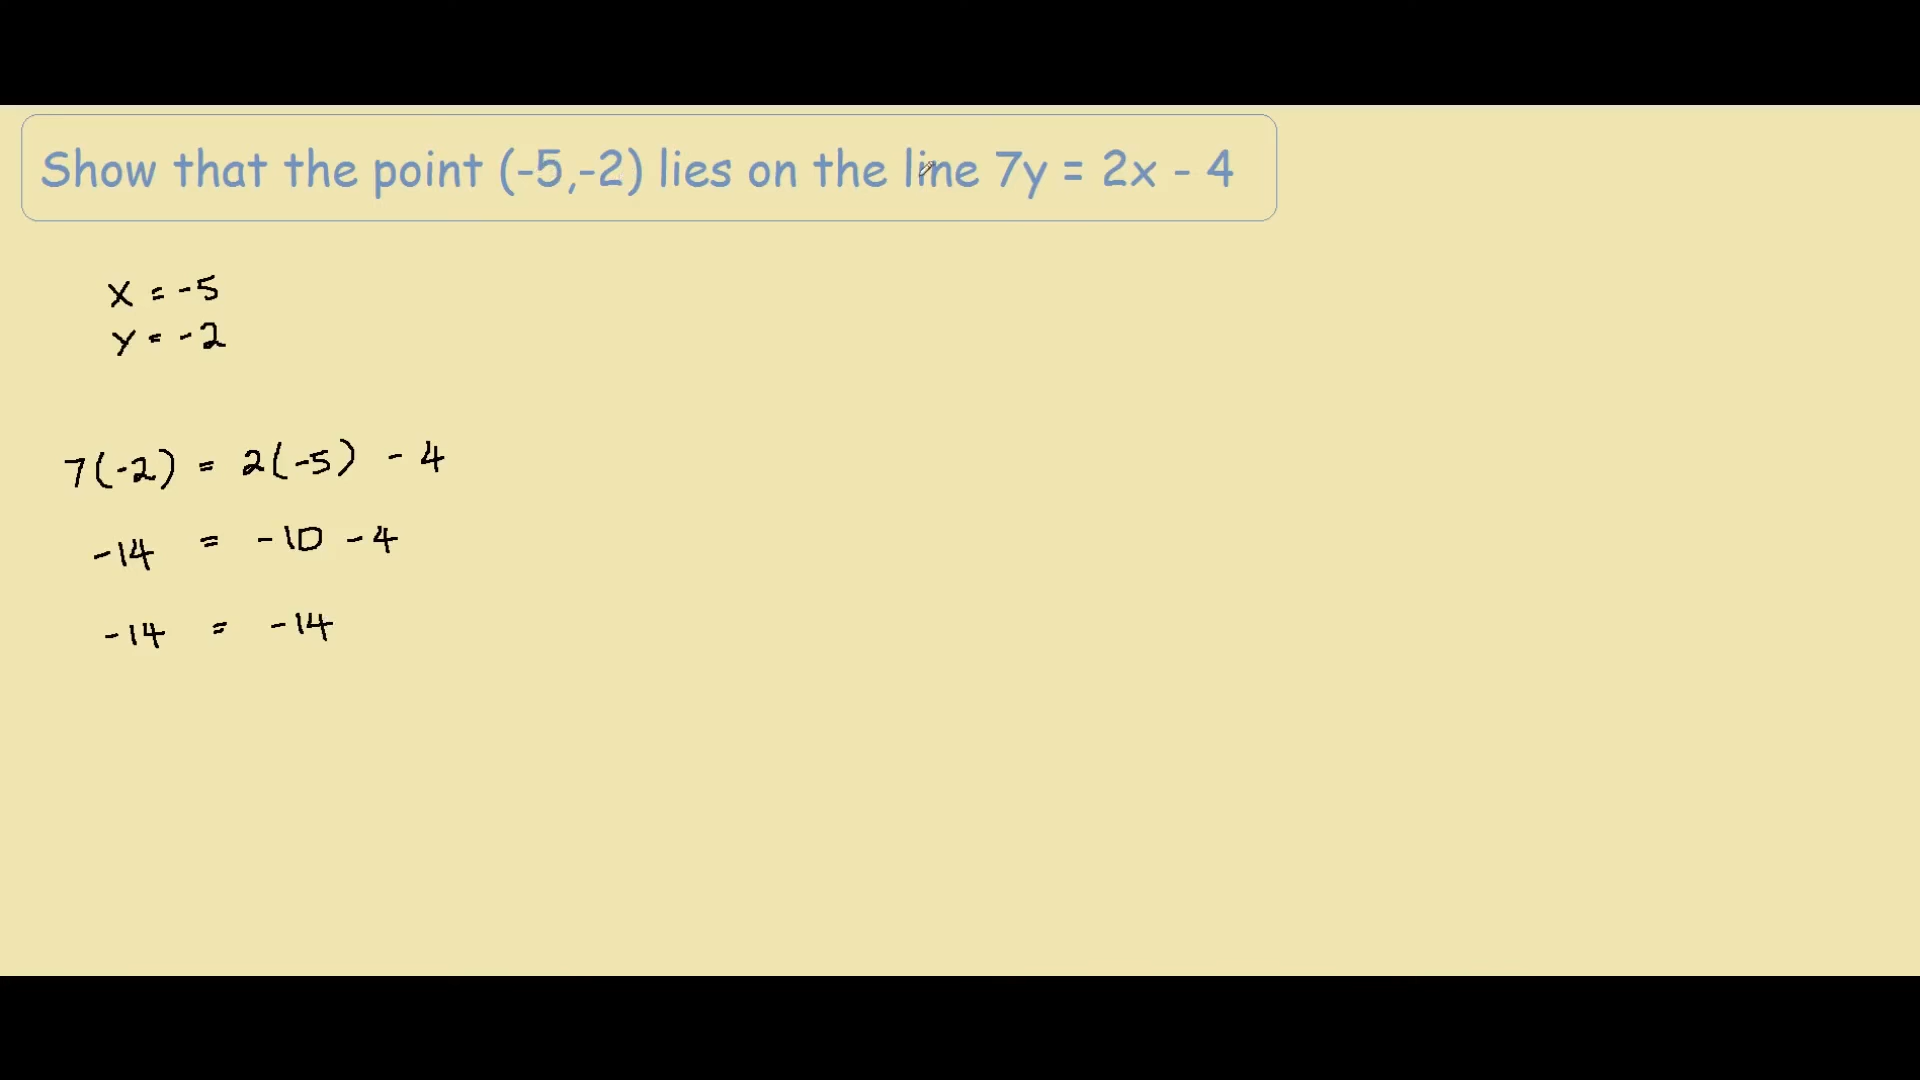 Show that the point (-5,-2) lies on the line 7y = 2x - 4
x = -5
y = -2
7(-2) = 2(-5) - 4
-14 = -10 - 4
-14 = -14